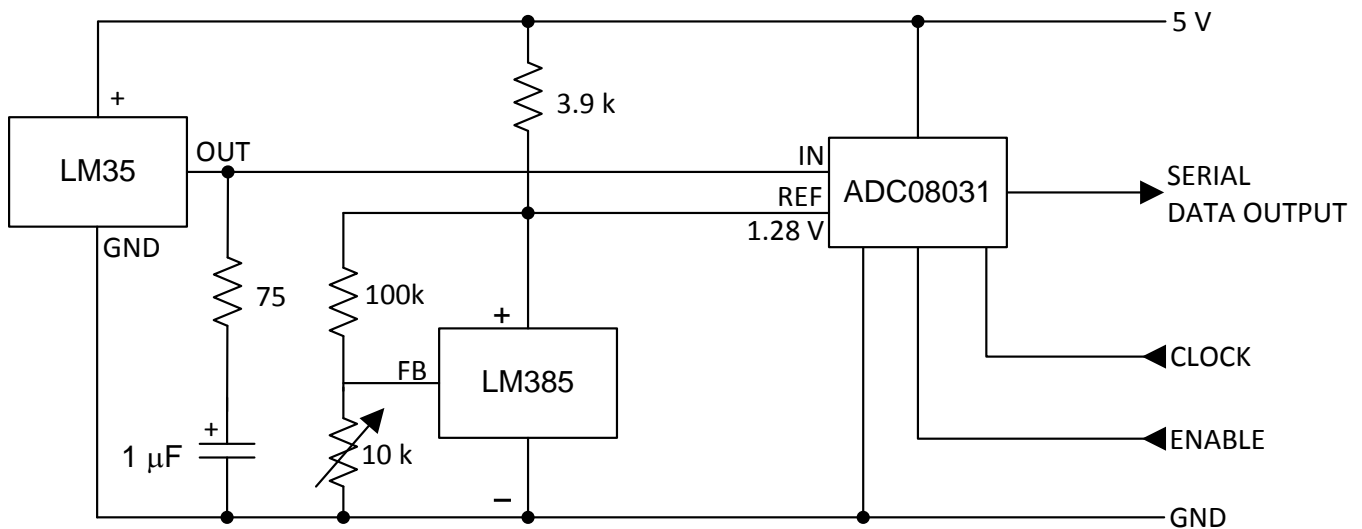 5 V
+
3.9 k
LM35
OUT
IN
ADC08031
SERIAL
DATA OUTPUT
REF
1.28 V
GND
75
100k
+
LM385
FB
CLOCK
+
1 μF
10 k
ENABLE
−
GND